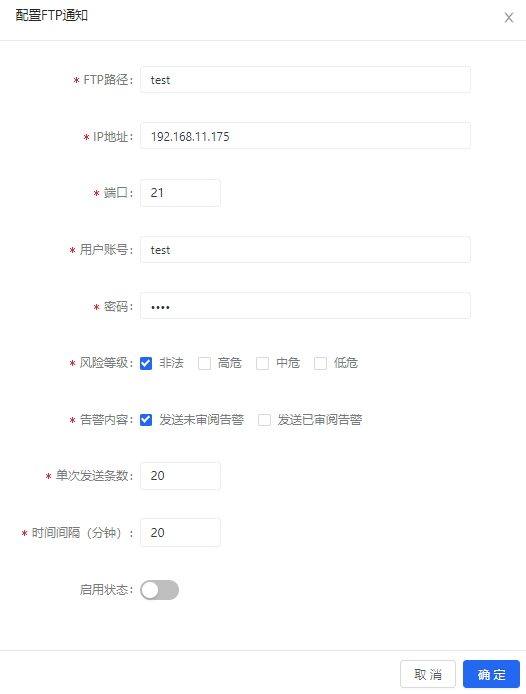 配置FTP通知
* FTP路径： test
* IP地址： 192.168.11.175
* 端口： 21
* 用户账号： test
* 密码： ••••
* 风险等级： 非法 高危 中危 低危
* 告警内容： 发送未审阅告警 发送已审阅告警
* 单次发送条数： 20
* 时间间隔（分钟）： 20
启用状态：
取 消 确 定